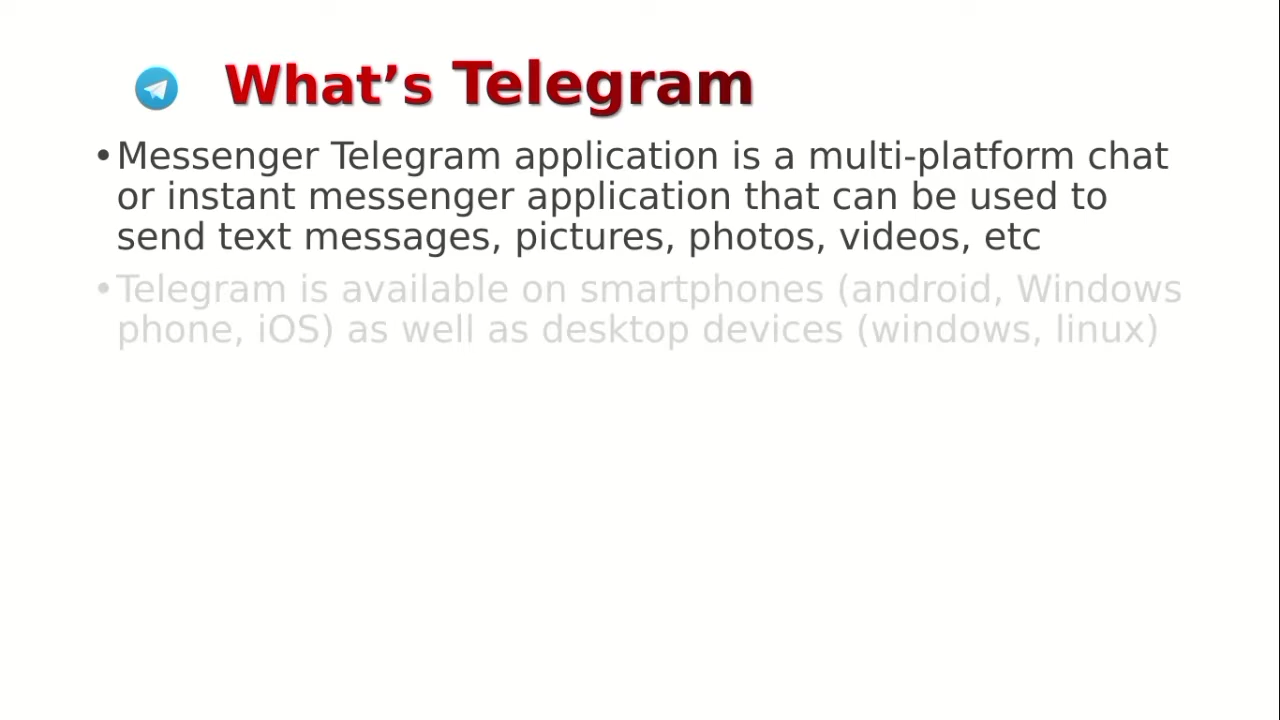 What’s Telegram
•Messenger Telegram application is a multi-platform chat
or instant messenger application that can be used to
send text messages, pictures, photos, videos, etc
•Telegram is available on smartphones (android, Windows
phone, iOS) as well as desktop devices (windows, linux)